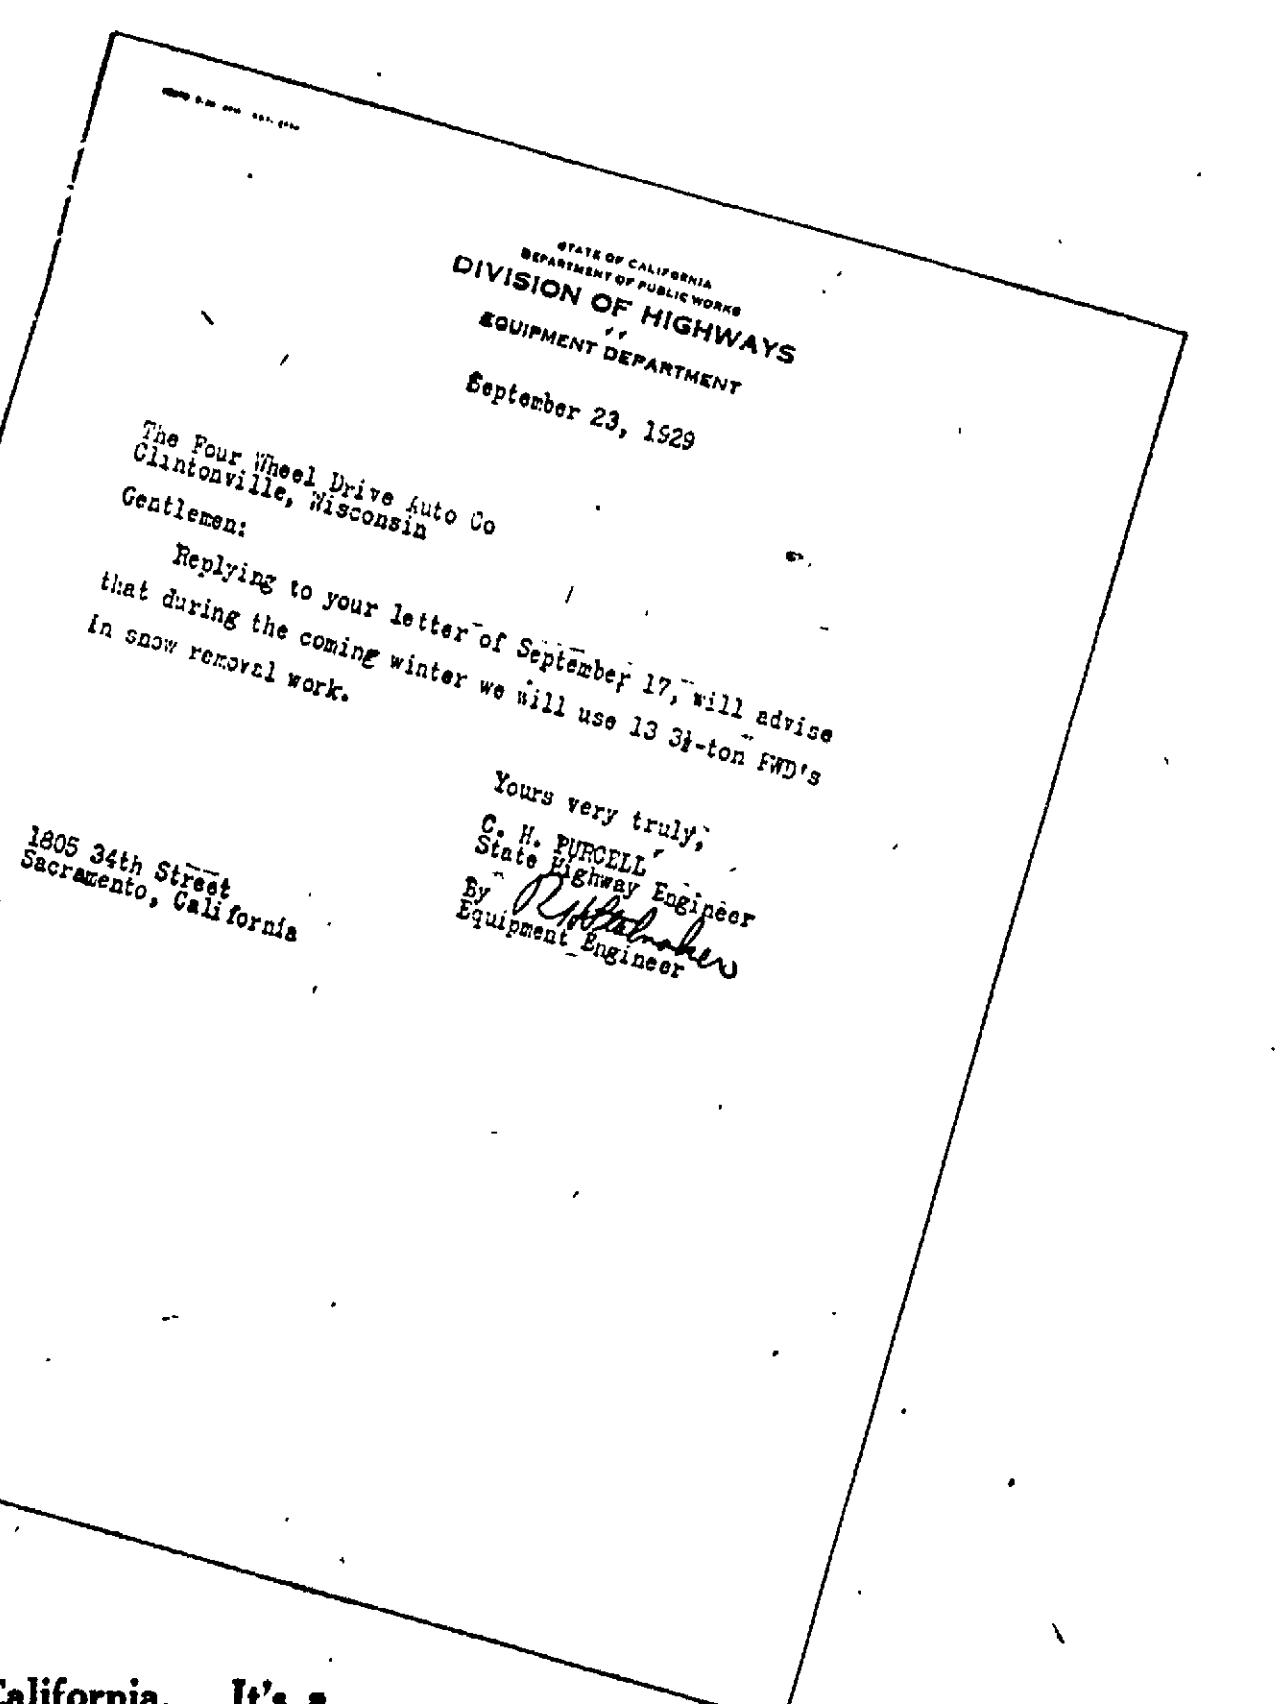 STATE OF CALIFORNIA
DEPARTMENT OF PUBLIC WORKS
DIVISION OF HIGHWAYS
EQUIPMENT DEPARTMENT
September 23, 1929
The Four Wheel Drive Auto Co
Clintonville, Wisconsin
Gentlemen:
Replying to your letter of September 17, will advise
that during the coming winter we will use 13 3½-ton FWD's
in snow removal work.
Yours very truly,
C. H. PURCELL
State Highway Engineer
By
Equipment Engineer
1805 34th Street
Sacramento, California
California. It's a